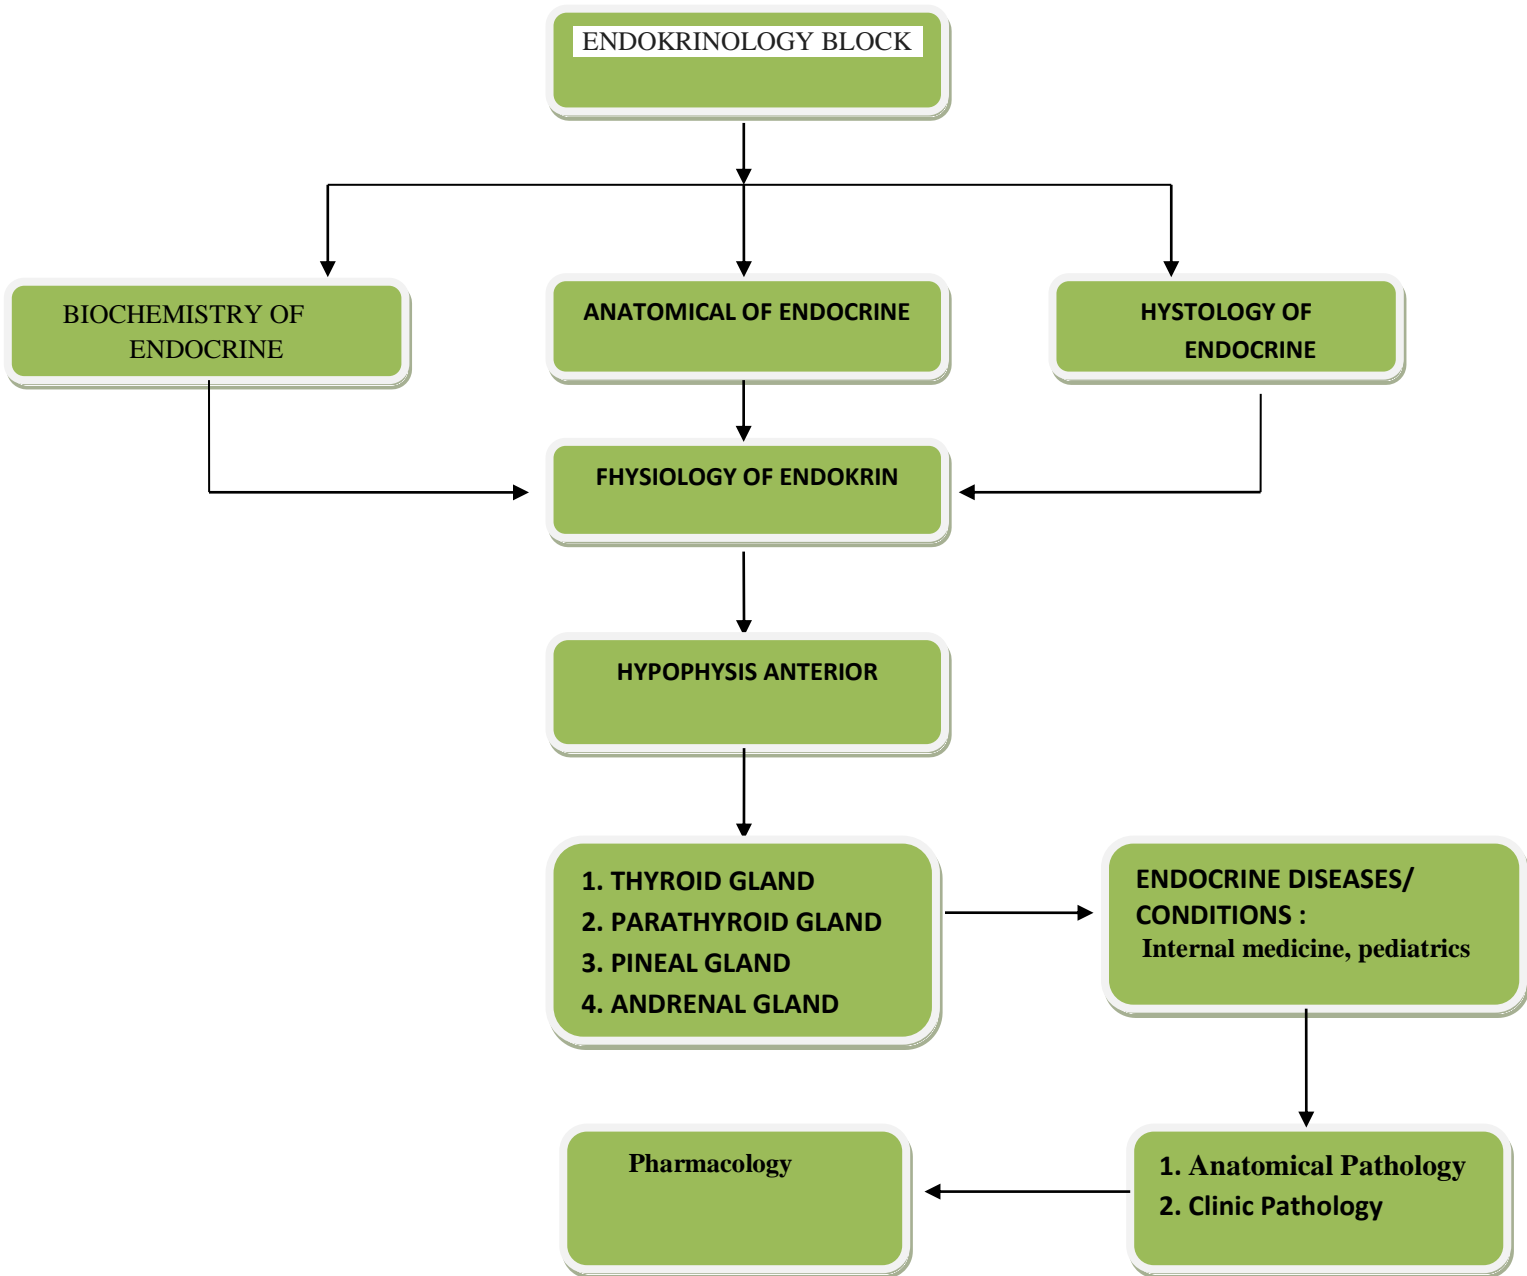 ENDOKRINOLOGY BLOCK
BIOCHEMISTRY OF
ENDOCRINE
ANATOMICAL OF ENDOCRINE
HYSTOLOGY OF
ENDOCRINE
FHYSIOLOGY OF ENDOKRIN
HYPOPHYSIS ANTERIOR
1. THYROID GLAND
2. PARATHYROID GLAND
3. PINEAL GLAND
4. ANDRENAL GLAND
ENDOCRINE DISEASES/
CONDITIONS :
Internal medicine, pediatrics
Pharmacology
1. Anatomical Pathology
2. Clinic Pathology